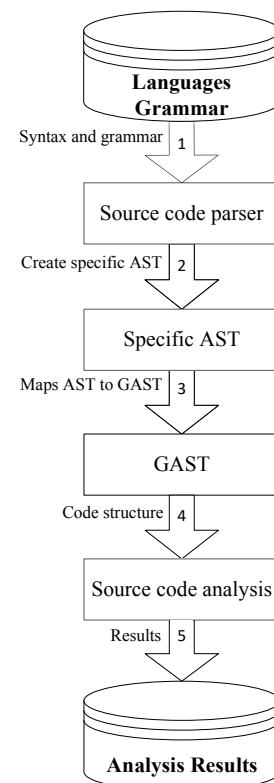 Languages
Grammar
Syntax and grammar
1
Source code parser
Create specific AST
2
Specific AST
Maps AST to GAST
3
GAST
Code structure
4
Source code analysis
Results
5
Analysis Results